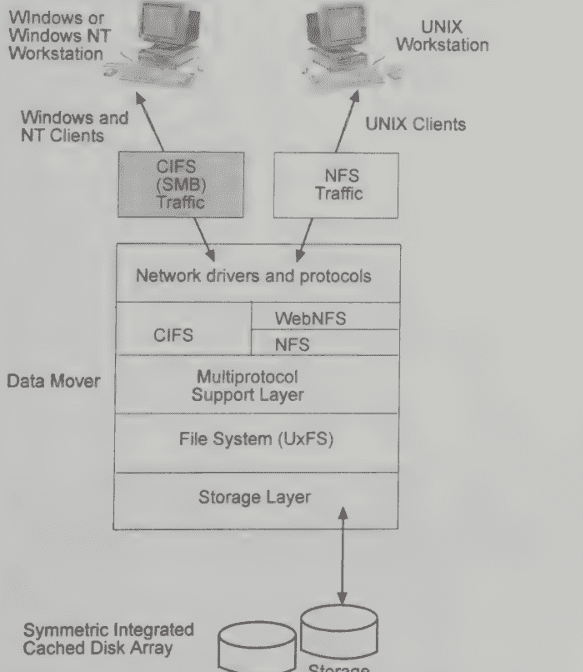 Windows or
Windows NT
Workstation
UNIX
Workstation
Windows and
NT Clients
UNIX Clients
CIFS
(SMB)
Traffic
NFS
Traffic
Network drivers and protocols
CIFS
WebNFS
NFS
Data Mover
Multiprotocol
Support Layer
File System (UxFS)
Storage Layer
Symmetric Integrated
Cached Disk Array
Storage